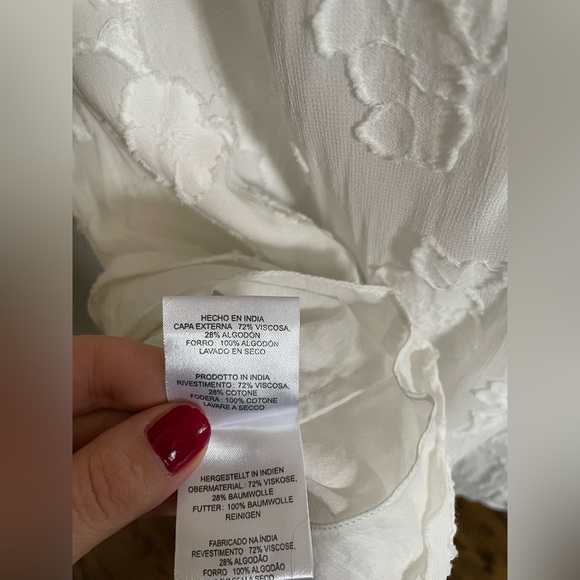 HECHO EN INDIA
CAPA EXTERNA 72% VISCOSA,
28% ALGODÓN
FORRO: 100% ALGODÓN
LAVADO EN SECO
PRODOTTO IN INDIA
RIVESTIMENTO: 72% VISCOSA,
28% COTONE
FODERA: 100% COTONE
LAVARE A SECCO
HERGESTELLT IN INDIEN
OBERMATERIAL: 72% VISKOSE,
28% BAUMWOLLE
FUTTER: 100% BAUMWOLLE
REINIGEN
FABRICADO NA ÍNDIA
REVESTIMENTO 72% VISCOSE,
28% ALGODÃO
FORRO: 100% ALGODÃO
LAVAGEM A SECO